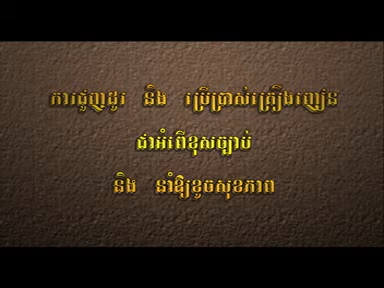 ការជួញដូរ និង ប្រើប្រាស់គ្រឿងញៀន
ជាអំពើខុសច្បាប់
និង នាំឱ្យខូចសុខភាព